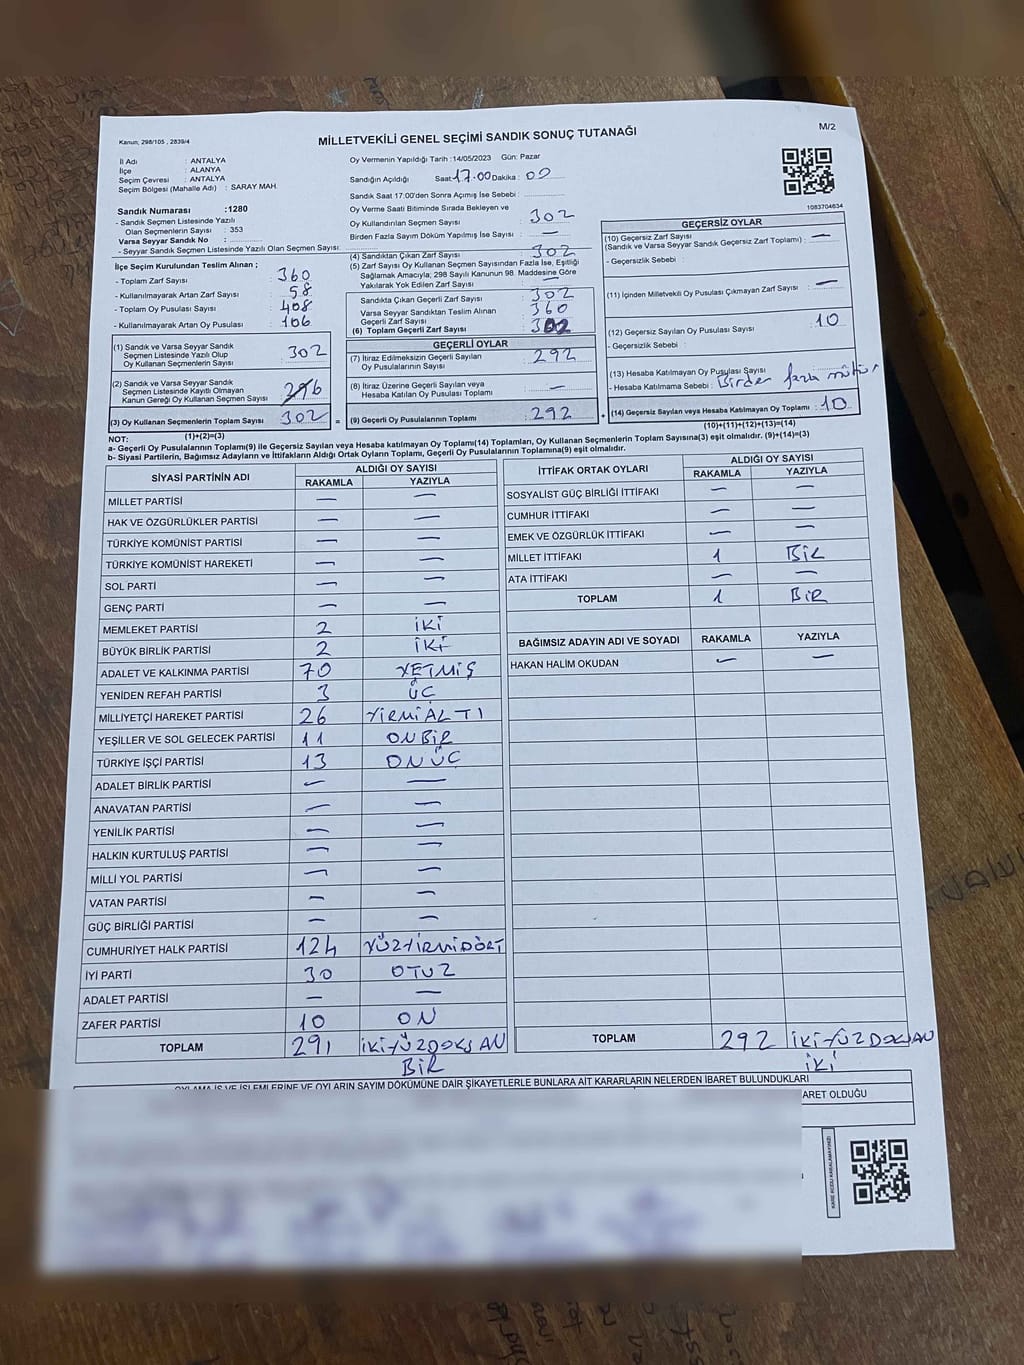 Kanun, 298/105 , 2839/4
MİLLETVEKİLİ GENEL SEÇİMİ SANDIK SONUÇ TUTANAĞI
M/2
İl Adı : ANTALYA
İlçe : ALANYA
Seçim Çevresi : ANTALYA
Seçim Bölgesi (Mahalle Adı) : SARAY MAH.
Oy Vermenin Yapıldığı Tarih :14/05/2023 Gün: Pazar
Sandığın Açıldığı Saat: 17.00 Dakika : 00
Sandık Saat 17:00'den Sonra Açımış İse Sebebi :
Oy Verme Saati Bitiminde Sırada Bekleyen ve
Oy Kullandırılan Seçmen Sayısı : 302
Birden Fazla Sayım Döküm Yapılmış İse Sayısı : —
1083704634
Sandık Numarası :1280
- Sandık Seçmen Listesinde Yazılı
Olan Seçmenlerin Sayısı : 353
Varsa Seyyar Sandık No :
- Seyyar Sandık Seçmen Listesinde Yazılı Olan Seçmen Sayısı:
İlçe Seçim Kurulundan Teslim Alınan ;
- Toplam Zarf Sayısı : 360
- Kullanılmayarak Artan Zarf Sayısı : 58
- Toplam Oy Pusulası Sayısı : 408
- Kullanılmayarak Artan Oy Pusulası : 106
(1) Sandık ve Varsa Seyyar Sandık
Seçmen Listesinde Yazılı Olup
Oy Kullanan Seçmenlerin Sayısı : 302
(2) Sandık ve Varsa Seyyar Sandık
Seçmen Listesinde Kayıtlı Olmayan
Kanun Gereği Oy Kullanan Seçmen Sayısı : 296
(3) Oy Kullanan Seçmenlerin Toplam Sayısı : 302
(1)+(2)=(3)
(4) Sandıktan Çıkan Zarf Sayısı : 302
(5) Zarf Sayısı Oy Kullanan Seçmen Sayısından Fazla İse, Eşitliği
Sağlamak Amacıyla; 298 Sayılı Kanunun 98. Maddesine Göre
Yakılarak Yok Edilen Zarf Sayısı : —
Sandıkta Çıkan Geçerli Zarf Sayısı : 302
Varsa Seyyar Sandıktan Teslim Alınan
Geçerli Zarf Sayısı : 360
(6) Toplam Geçerli Zarf Sayısı : 302
GEÇERLİ OYLAR
(7) İtiraz Edilmeksizin Geçerli Sayılan
Oy Pusulalarının Sayısı : 292
(8) İtiraz Üzerine Geçerli Sayılan veya
Hesaba Katılan Oy Pusulası Toplamı : —
= (9) Geçerli Oy Pusulalarının Toplamı : 292
GEÇERSİZ OYLAR
(10) Geçersiz Zarf Sayısı
(Sandık ve Varsa Seyyar Sandık Geçersiz Zarf Toplamı) : —
- Geçersizlik Sebebi :
(11) İçinden Milletvekili Oy Pusulası Çıkmayan Zarf Sayısı : —
(12) Geçersiz Sayılan Oy Pusulası Sayısı : 10
- Geçersizlik Sebebi :
(13) Hesaba Katılmayan Oy Pusulası Sayısı
- Hesaba Katılmama Sebebi : Birden fazla mühür
+ (14) Geçersiz Sayılan veya Hesaba Katılmayan Oy Toplamı : 10
(10)+(11)+(12)+(13)=(14)
NOT:
a- Geçerli Oy Pusulalarının Toplamı(9) ile Geçersiz Sayılan veya Hesaba katılmayan Oy Toplamı(14) Toplamları, Oy Kullanan Seçmenlerin Toplam Sayısına(3) eşit olmalıdır. (9)+(14)=(3)
b- Siyasi Partilerin, Bağımsız Adayların ve İttifakların Aldığı Ortak Oyların Toplamı, Geçerli Oy Pusulalarının Toplamına(9) eşit olmalıdır.
SİYASİ PARTİNİN ADI ALDIĞI OY SAYISI
RAKAMLA YAZIYLA
MİLLET PARTİSİ — —
HAK VE ÖZGÜRLÜKLER PARTİSİ — —
TÜRKİYE KOMÜNİST PARTİSİ — —
TÜRKİYE KOMÜNİST HAREKETİ — —
SOL PARTİ — —
GENÇ PARTİ — —
MEMLEKET PARTİSİ 2 İKİ
BÜYÜK BİRLİK PARTİSİ 2 İKİ
ADALET VE KALKINMA PARTİSİ 70 YETMİŞ
YENİDEN REFAH PARTİSİ 3 ÜÇ
MİLLİYETÇİ HAREKET PARTİSİ 26 YİRMİALTI
YEŞİLLER VE SOL GELECEK PARTİSİ 11 ONBİR
TÜRKİYE İŞÇİ PARTİSİ 13 ONÜÇ
ADALET BİRLİK PARTİSİ — —
ANAVATAN PARTİSİ — —
YENİLİK PARTİSİ — —
HALKIN KURTULUŞ PARTİSİ — —
MİLLİ YOL PARTİSİ — —
VATAN PARTİSİ — —
GÜÇ BİRLİĞİ PARTİSİ — —
CUMHURİYET HALK PARTİSİ 124 YÜZYİRMİDÖRT
İYİ PARTİ 30 OTUZ
ADALET PARTİSİ — —
ZAFER PARTİSİ 10 ON
TOPLAM 291 İKİYÜZDOKSAN
BİR
İTTİFAK ORTAK OYLARI ALDIĞI OY SAYISI
RAKAMLA YAZIYLA
SOSYALİST GÜÇ BİRLİĞİ İTTİFAKI — —
CUMHUR İTTİFAKI — —
EMEK VE ÖZGÜRLÜK İTTİFAKI — —
MİLLET İTTİFAKI 1 BİR
ATA İTTİFAKI — —
TOPLAM 1 BİR
BAĞIMSIZ ADAYIN ADI VE SOYADI RAKAMLA YAZIYLA
HAKAN HALİM OKUDAN — —
TOPLAM 292 İKİYÜZDOKSAN
İKİ
OYLAMA İŞ VE İŞLEMLERİNE VE OYLARIN SAYIM DÖKÜMÜNE DAİR ŞİKAYETLERLE BUNLARA AİT KARARLARIN NELERDEN İBARET BULUNDUKLARI
ARET OLDUĞU
KARE KODU KARALAMAYINIZ!